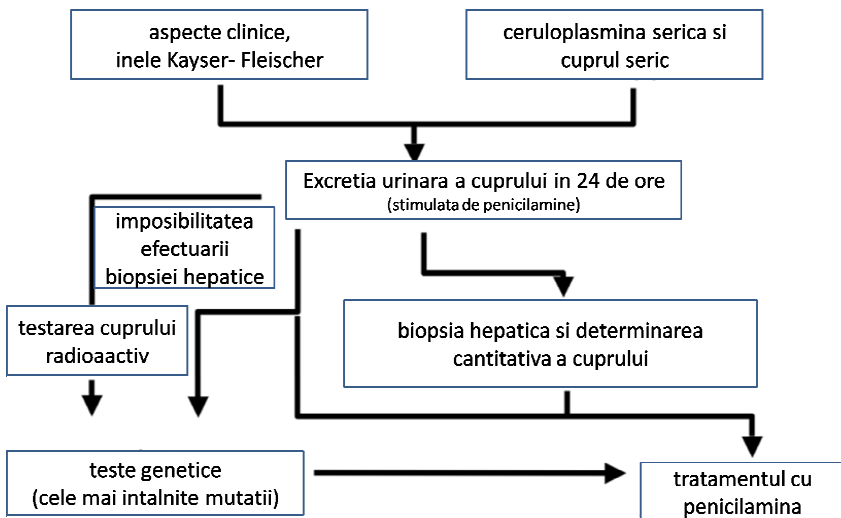 aspecte clinice,
inele Kayser- Fleischer
ceruloplasmina serica si
cuprul seric
Excretia urinara a cuprului in 24 de ore
(stimulata de penicilamine)
imposibilitatea
efectuarii
biopsiei hepatice
testarea cuprului
radioaactiv
biopsia hepatica si determinarea
cantitativa a cuprului
teste genetice
(cele mai intalnite mutatii)
tratamentul cu
penicilamina